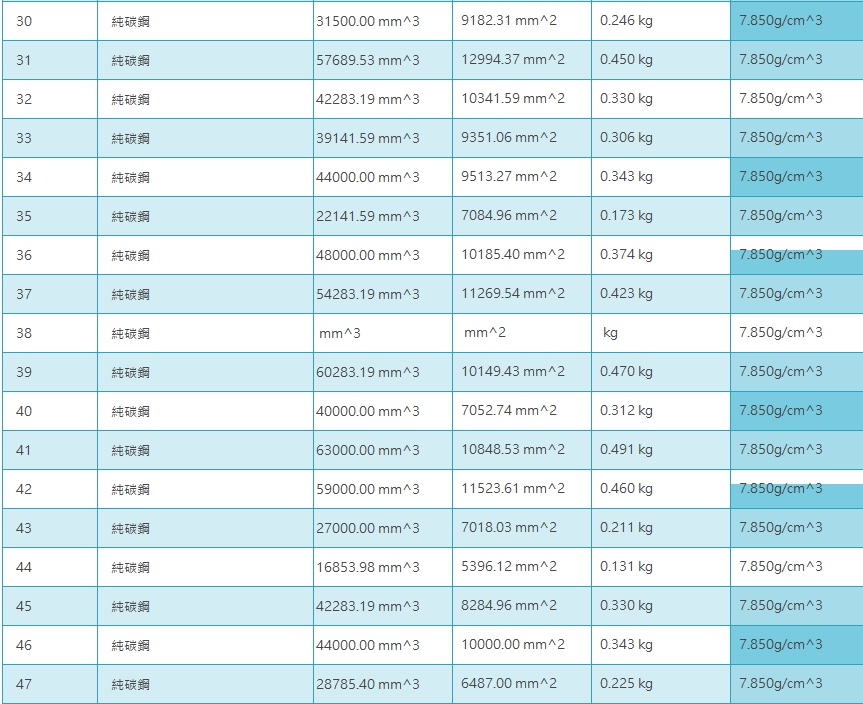 30 純碳鋼 31500.00 mm^3 9182.31 mm^2 0.246 kg 7.850g/cm^3
31 純碳鋼 57689.53 mm^3 12994.37 mm^2 0.450 kg 7.850g/cm^3
32 純碳鋼 42283.19 mm^3 10341.59 mm^2 0.330 kg 7.850g/cm^3
33 純碳鋼 39141.59 mm^3 9351.06 mm^2 0.306 kg 7.850g/cm^3
34 純碳鋼 44000.00 mm^3 9513.27 mm^2 0.343 kg 7.850g/cm^3
35 純碳鋼 22141.59 mm^3 7084.96 mm^2 0.173 kg 7.850g/cm^3
36 純碳鋼 48000.00 mm^3 10185.40 mm^2 0.374 kg 7.850g/cm^3
37 純碳鋼 54283.19 mm^3 11269.54 mm^2 0.423 kg 7.850g/cm^3
38 純碳鋼 mm^3 mm^2 kg 7.850g/cm^3
39 純碳鋼 60283.19 mm^3 10149.43 mm^2 0.470 kg 7.850g/cm^3
40 純碳鋼 40000.00 mm^3 7052.74 mm^2 0.312 kg 7.850g/cm^3
41 純碳鋼 63000.00 mm^3 10848.53 mm^2 0.491 kg 7.850g/cm^3
42 純碳鋼 59000.00 mm^3 11523.61 mm^2 0.460 kg 7.850g/cm^3
43 純碳鋼 27000.00 mm^3 7018.03 mm^2 0.211 kg 7.850g/cm^3
44 純碳鋼 16853.98 mm^3 5396.12 mm^2 0.131 kg 7.850g/cm^3
45 純碳鋼 42283.19 mm^3 8284.96 mm^2 0.330 kg 7.850g/cm^3
46 純碳鋼 44000.00 mm^3 10000.00 mm^2 0.343 kg 7.850g/cm^3
47 純碳鋼 28785.40 mm^3 6487.00 mm^2 0.225 kg 7.850g/cm^3